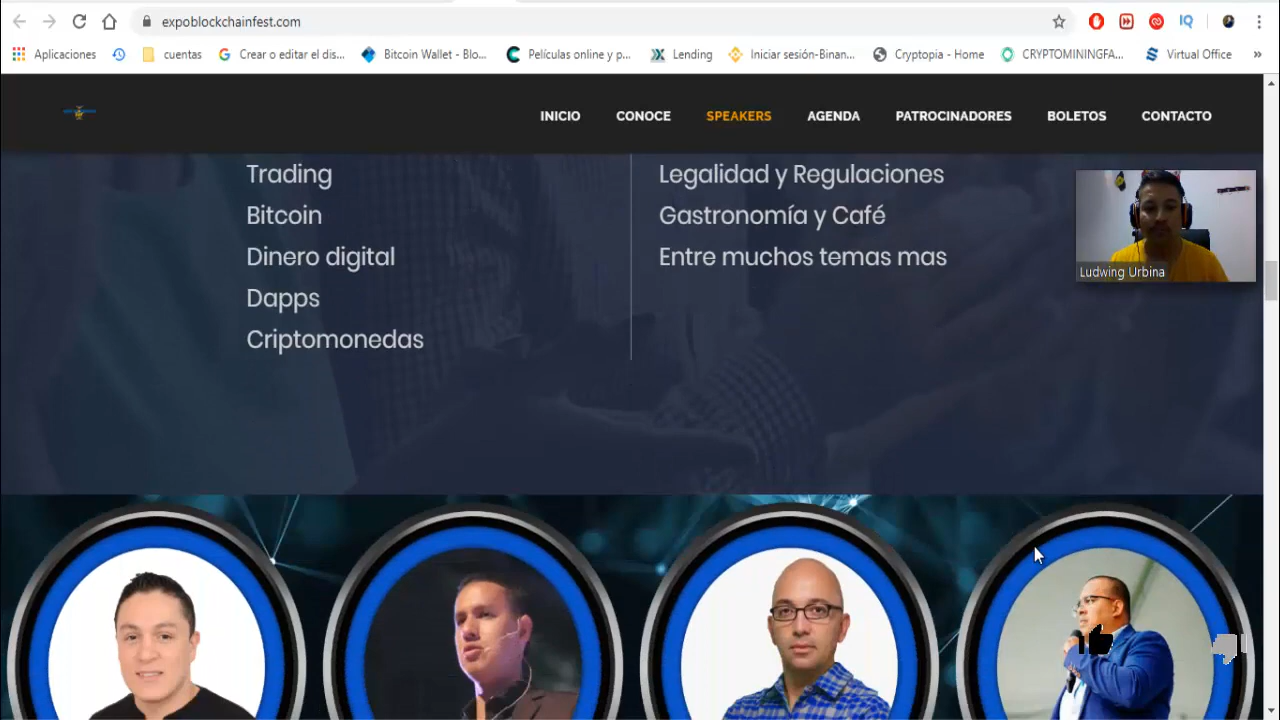 expoblockchainfest.com
Aplicaciones
cuentas
Crear o editar el dis...
Bitcoin Wallet - Blo...
Películas online y p...
Lending
Iniciar sesión-Binan...
Cryptopia - Home
CRYPTOMININGFA...
Virtual Office
»
INICIO
CONOCE
SPEAKERS
AGENDA
PATROCINADORES
BOLETOS
CONTACTO
Trading
Bitcoin
Dinero digital
Dapps
Criptomonedas
Legalidad y Regulaciones
Gastronomía y Café
Entre muchos temas mas
Ludwing Urbina